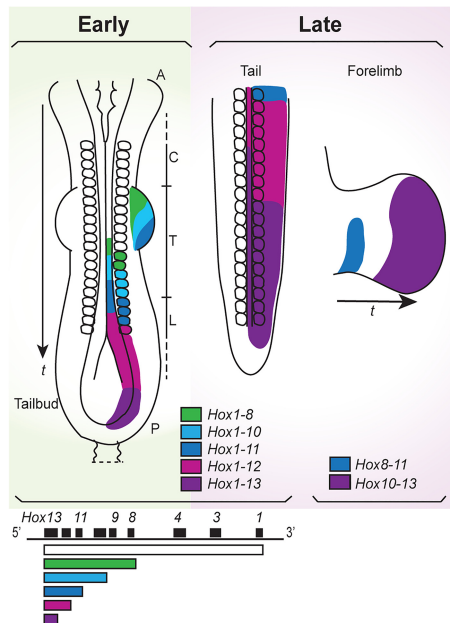 Early
Late
Tail
Forelimb
A
C
T
L
t
t
Tailbud
P
Hox1-8
Hox1-10
Hox1-11
Hox1-12
Hox1-13
Hox8-11
Hox10-13
Hox13 11 9 8 4 3 1
5’ 3’